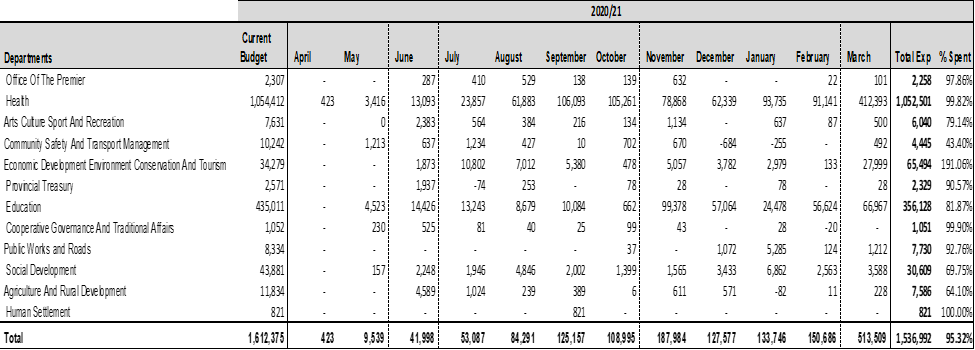 2020/21
Departments Current Budget April May June July August September October November December January February March Total Exp % Spent
Office Of The Premier 2,307 - - 287 410 529 138 139 632 - - 22 101 2,258 97.86%
Health 1,054,412 423 3,416 13,093 23,857 61,883 106,093 105,261 78,868 62,339 93,735 91,141 412,393 1,052,501 99.82%
Arts Culture Sport And Recreation 7,631 - 0 2,383 564 384 216 134 1,134 - 637 87 500 6,040 79.14%
Community Safety And Transport Management 10,242 - 1,213 637 1,234 427 10 702 670 -684 -255 - 492 4,445 43.40%
Economic Development Environment Conservation And Tourism 34,279 - - 1,873 10,802 7,012 5,380 478 5,057 3,782 2,979 133 27,999 65,494 191.06%
Provincial Treasury 2,571 - - 1,937 -74 253 - 78 28 - 78 - 28 2,329 90.57%
Education 435,011 - 4,523 14,426 13,243 8,679 10,084 662 99,378 57,064 24,478 56,624 66,967 356,128 81.87%
Cooperative Governance And Traditional Affairs 1,052 - 230 525 81 40 25 99 43 - 28 -20 - 1,051 99.90%
Public Works and Roads 8,334 - - - - - - 37 - 1,072 5,285 124 1,212 7,730 92.76%
Social Development 43,881 - 157 2,248 1,946 4,846 2,002 1,399 1,565 3,433 6,862 2,563 3,588 30,609 69.75%
Agriculture And Rural Development 11,834 - - 4,589 1,024 239 389 6 611 571 -82 11 228 7,586 64.10%
Human Settlement 821 - - - - - 821 - - - - - - 821 100.00%
Total 1,612,375 423 9,539 41,998 53,087 84,291 125,157 108,995 187,984 127,577 133,746 150,686 513,509 1,536,992 95.32%